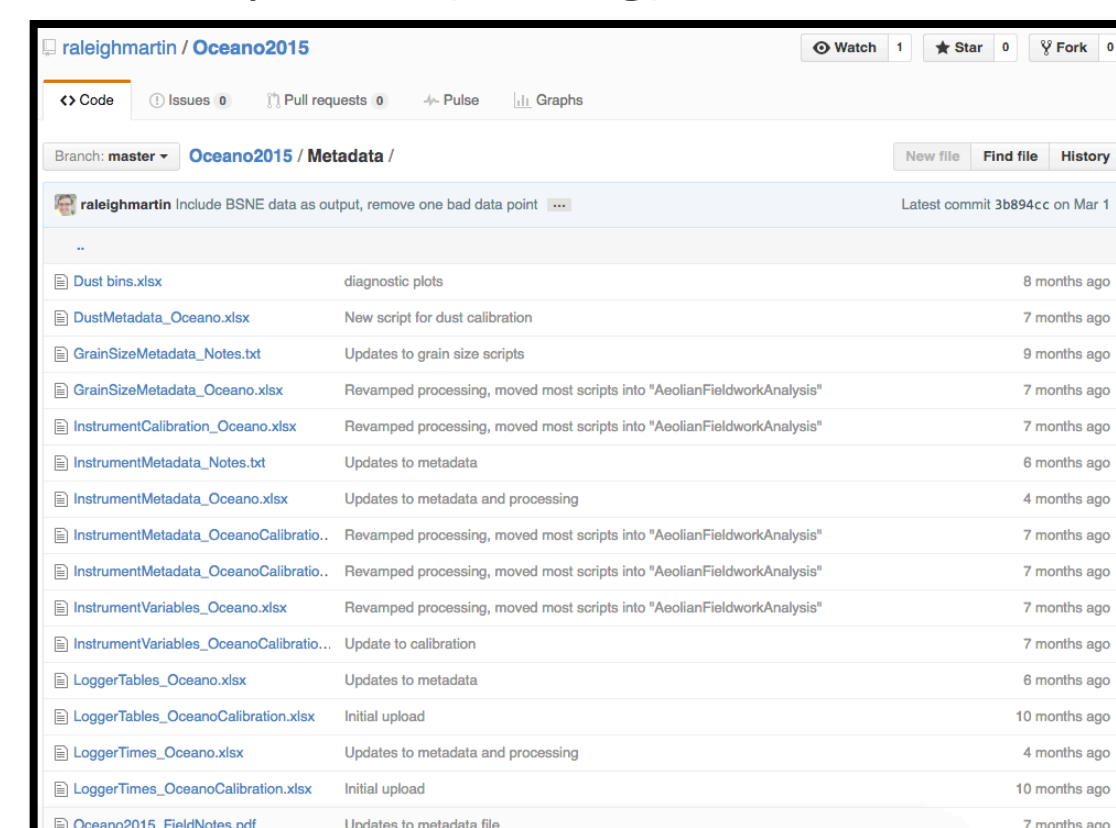 raleighmartin / Oceano2015 Watch 1 Star 0 Fork 0
Code Issues 0 Pull requests 0 Pulse Graphs
Branch: master Oceano2015 / Metadata / New file Find file History
raleighmartin Include BSNE data as output, remove one bad data point ... Latest commit 3b894cc on Mar 1
..
Dust bins.xlsx diagnostic plots 8 months ago
DustMetadata_Oceano.xlsx New script for dust calibration 7 months ago
GrainSizeMetadata_Notes.txt Updates to grain size scripts 9 months ago
GrainSizeMetadata_Oceano.xlsx Revamped processing, moved most scripts into "AeolianFieldworkAnalysis" 7 months ago
InstrumentCalibration_Oceano.xlsx Revamped processing, moved most scripts into "AeolianFieldworkAnalysis" 7 months ago
InstrumentMetadata_Notes.txt Updates to metadata 6 months ago
InstrumentMetadata_Oceano.xlsx Updates to metadata and processing 4 months ago
InstrumentMetadata_OceanoCalibratio.. Revamped processing, moved most scripts into "AeolianFieldworkAnalysis" 7 months ago
InstrumentMetadata_OceanoCalibratio.. Revamped processing, moved most scripts into "AeolianFieldworkAnalysis" 7 months ago
InstrumentVariables_Oceano.xlsx Revamped processing, moved most scripts into "AeolianFieldworkAnalysis" 7 months ago
InstrumentVariables_OceanoCalibratio... Update to calibration 7 months ago
LoggerTables_Oceano.xlsx Updates to metadata 6 months ago
LoggerTables_OceanoCalibration.xlsx Initial upload 10 months ago
LoggerTimes_Oceano.xlsx Updates to metadata and processing 4 months ago
LoggerTimes_OceanoCalibration.xlsx Initial upload 10 months ago
Oceano2015_FieldNotes.pdf Updates to metadata file 7 months ago